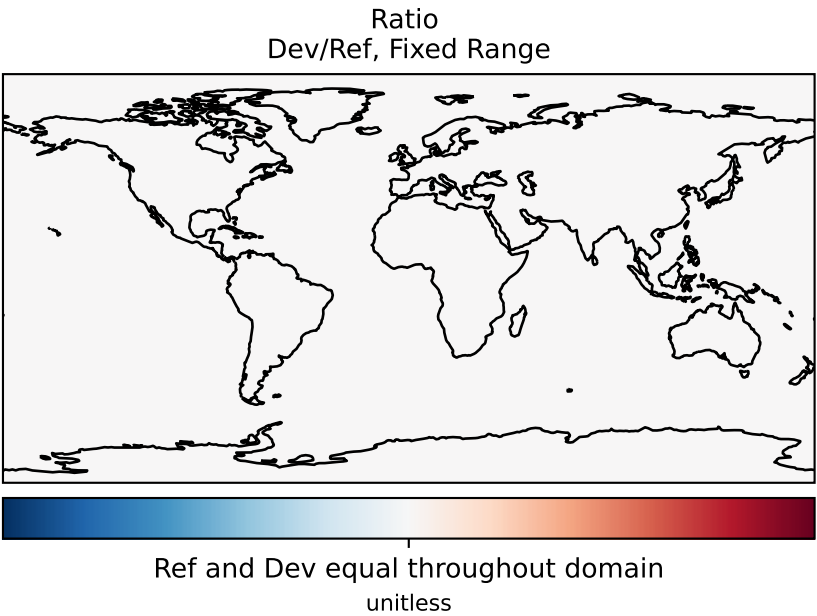 Ratio
Dev/Ref, Fixed Range
Ref and Dev equal throughout domain
unitless